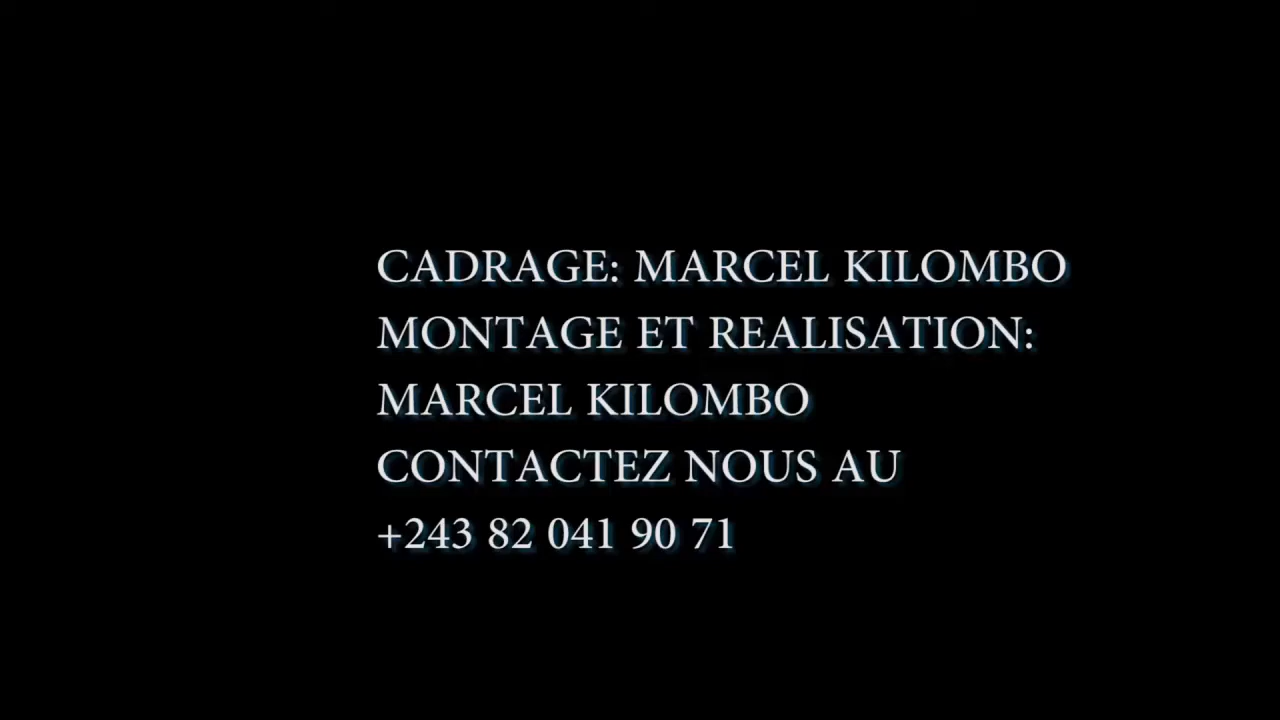 CADRAGE: MARCEL KILOMBO
MONTAGE ET REALISATION:
MARCEL KILOMBO
CONTACTEZ NOUS AU
+243 82 041 90 71